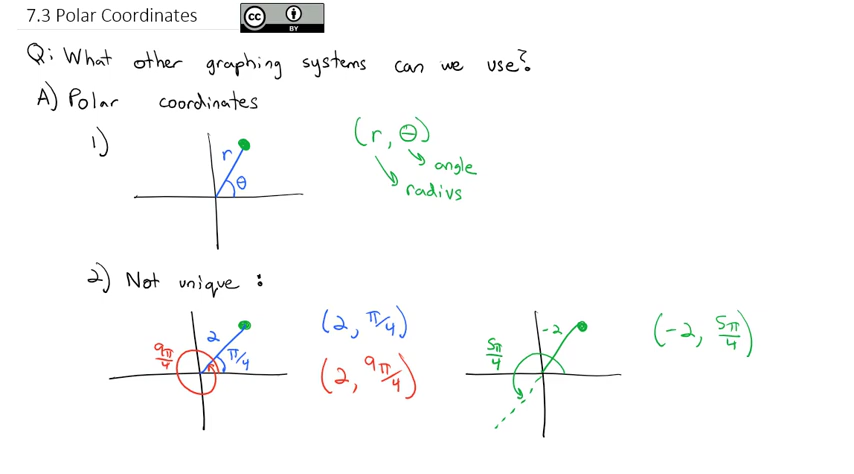 7.3 Polar Coordinates
cc BY
Q: What other graphing systems can we use?
A) Polar coordinates
1)
r
θ
(r, θ)
angle
radius
2) Not unique:
2
π/4
9π/4
(2, π/4)
(2, 9π/4)
-2
5π/4
(-2, 5π/4)